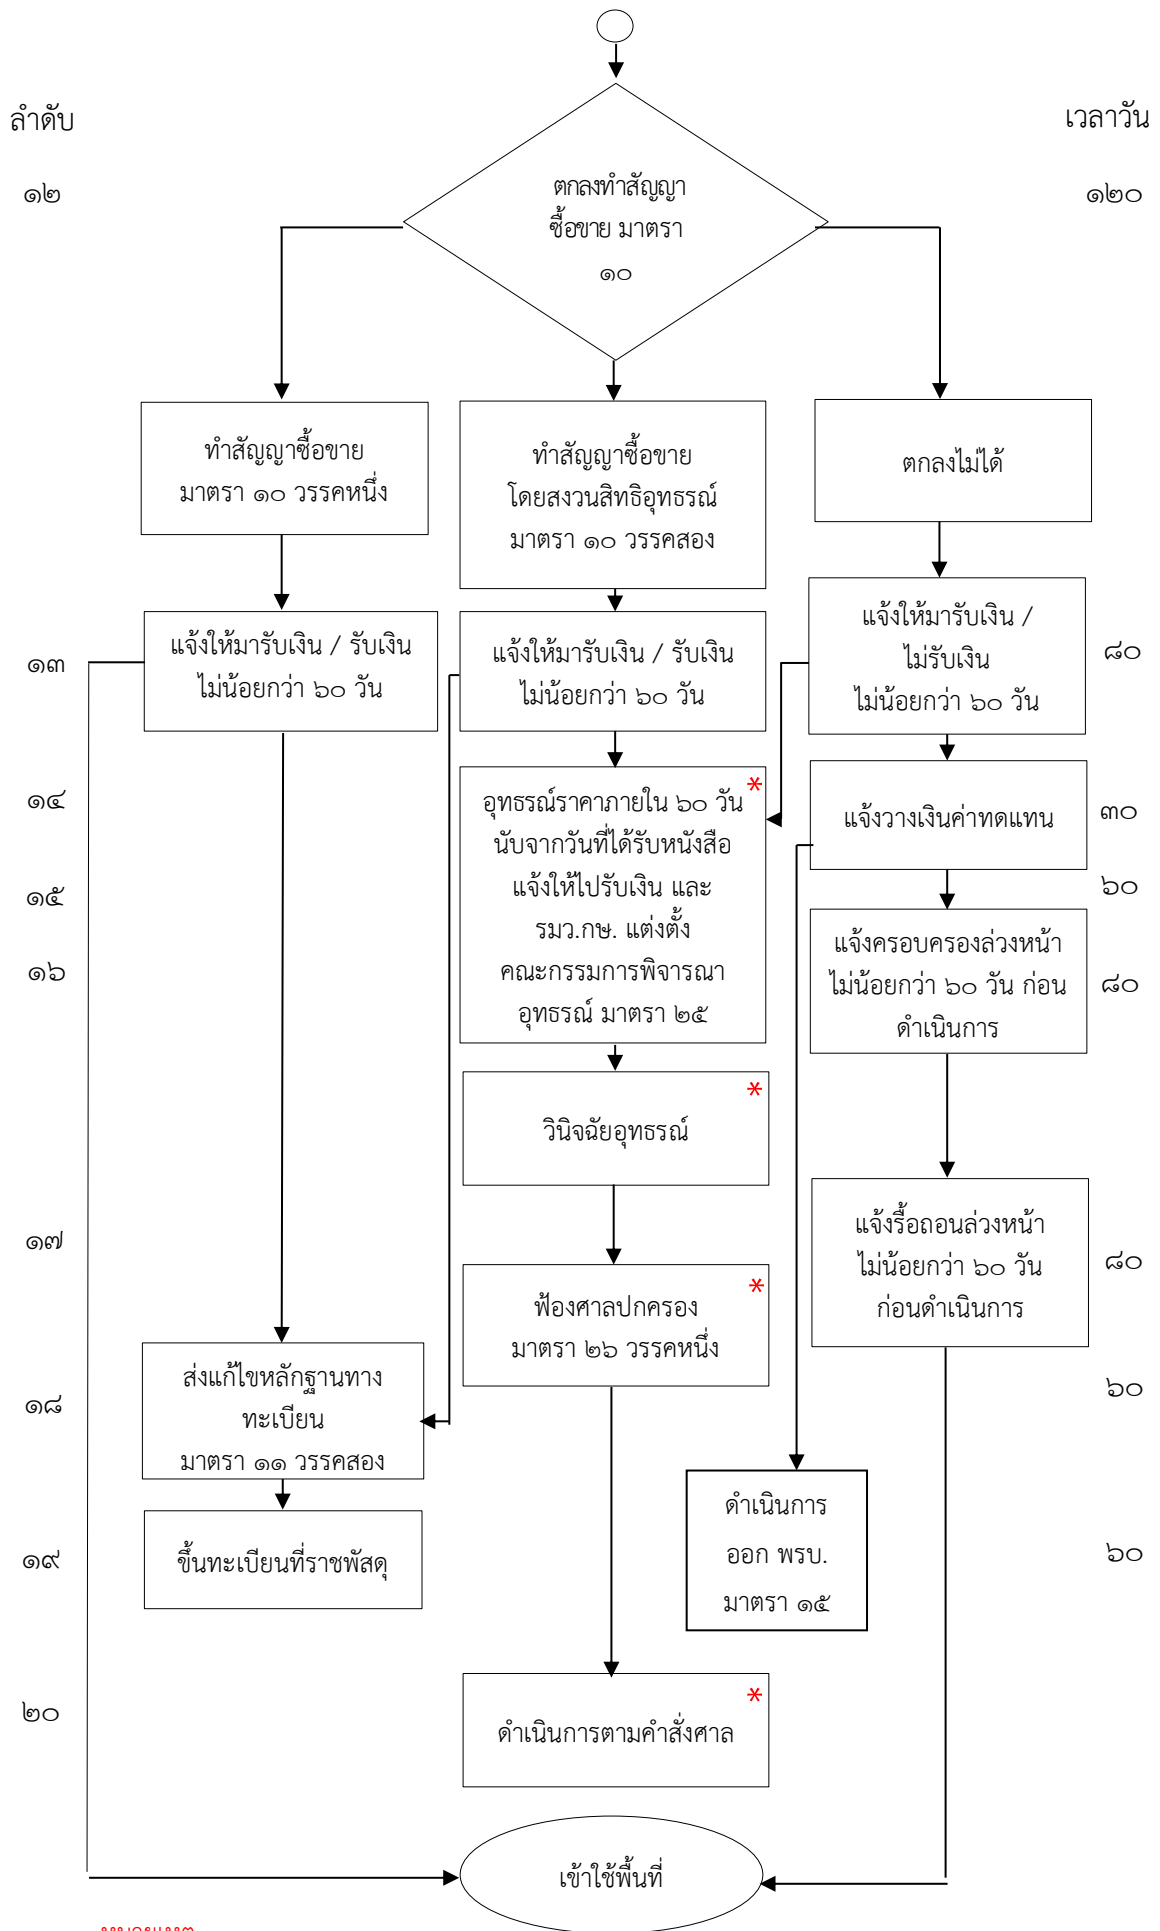 ลำดับ
เวลาวัน
๑๒
ตกลงทำสัญญา
ซื้อขาย มาตรา
๑๐
๑๒๐
ทำสัญญาซื้อขาย
มาตรา ๑๐ วรรคหนึ่ง
ทำสัญญาซื้อขาย
โดยสงวนสิทธิอุทธรณ์
มาตรา ๑๐ วรรคสอง
ตกลงไม่ได้
๑๓
แจ้งให้มารับเงิน / รับเงิน
ไม่น้อยกว่า ๖๐ วัน
แจ้งให้มารับเงิน / รับเงิน
ไม่น้อยกว่า ๖๐ วัน
แจ้งให้มารับเงิน /
ไม่รับเงิน
ไม่น้อยกว่า ๖๐ วัน
๘๐
๑๔
*
อุทธรณ์ราคาภายใน ๖๐ วัน
นับจากวันที่ได้รับหนังสือ
แจ้งให้ไปรับเงิน และ
รมว.กษ. แต่งตั้ง
คณะกรรมการพิจารณา
อุทธรณ์ มาตรา ๒๕
แจ้งวางเงินค่าทดแทน
๓๐
๑๕
๖๐
๑๖
แจ้งครอบครองล่วงหน้า
ไม่น้อยกว่า ๖๐ วัน ก่อน
ดำเนินการ
๘๐
*
วินิจฉัยอุทธรณ์
๑๗
แจ้งรื้อถอนล่วงหน้า
ไม่น้อยกว่า ๖๐ วัน
ก่อนดำเนินการ
๘๐
*
ฟ้องศาลปกครอง
มาตรา ๒๖ วรรคหนึ่ง
๑๘
ส่งแก้ไขหลักฐานทาง
ทะเบียน
มาตรา ๑๑ วรรคสอง
๖๐
๑๙
ขึ้นทะเบียนที่ราชพัสดุ
ดำเนินการ
ออก พรบ.
มาตรา ๑๕
๖๐
๒๐
*
ดำเนินการตามคำสั่งศาล
เข้าใช้พื้นที่